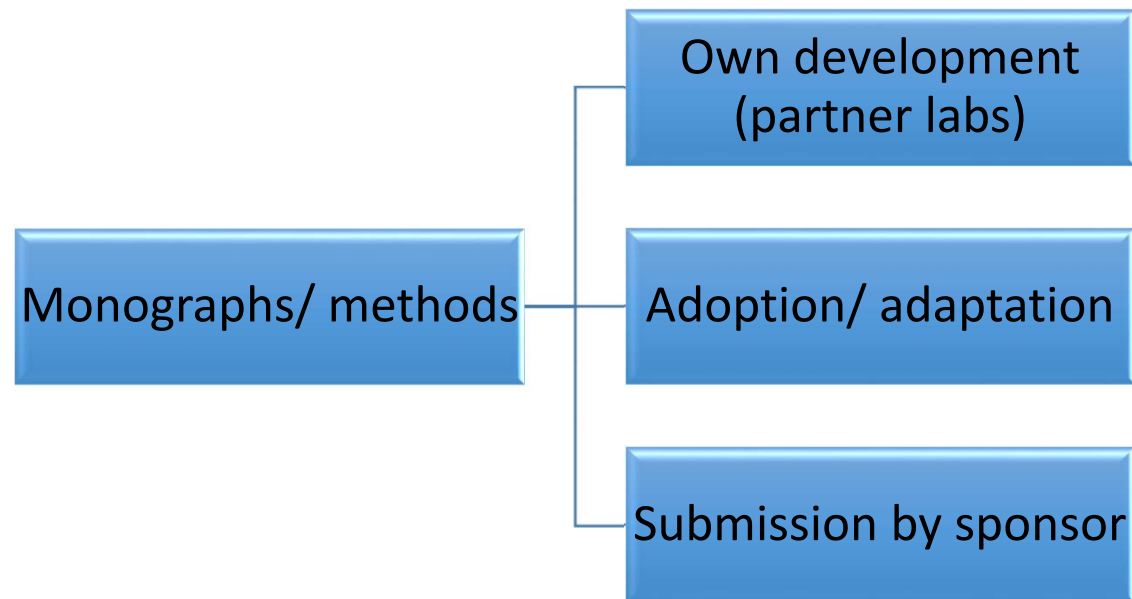 Own development
(partner labs)
Monographs/ methods
Adoption/ adaptation
Submission by sponsor